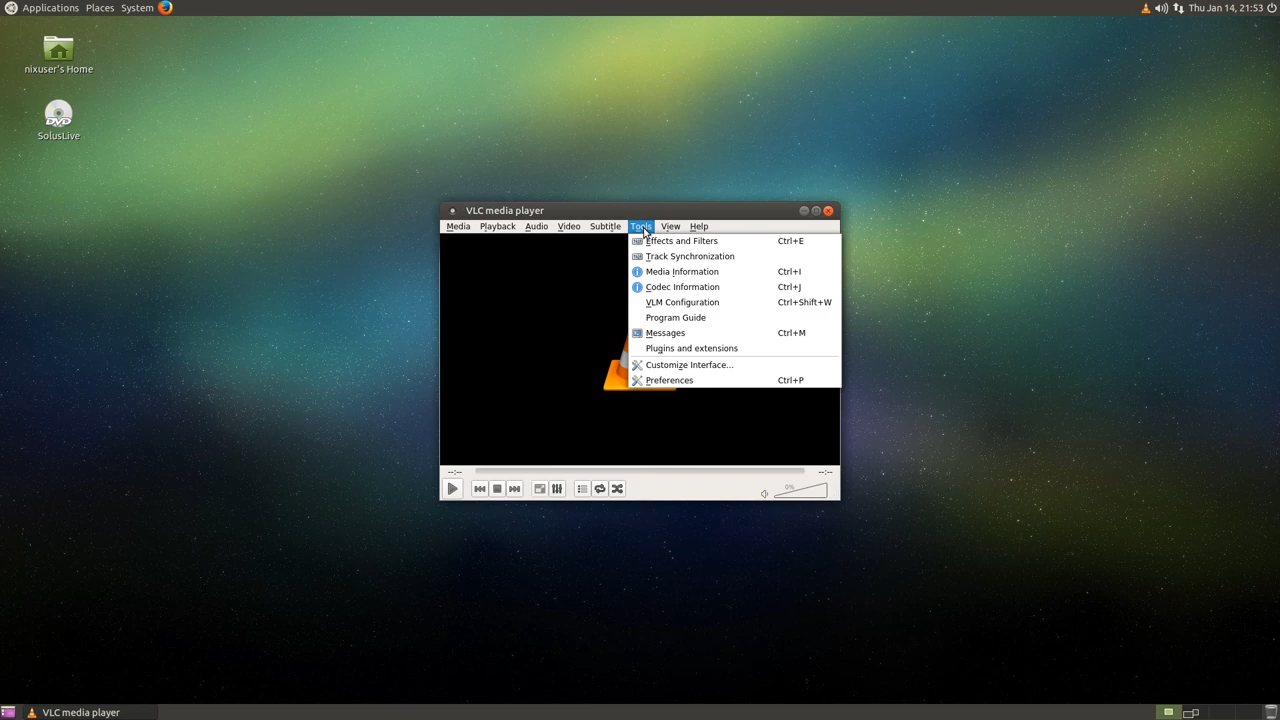 Applications Places System
Thu Jan 14, 21:53
nixuser's Home
DVD
SolusLive
VLC media player
Media Playback Audio Video Subtitle Tools View Help
Effects and Filters Ctrl+E
Track Synchronization
Media Information Ctrl+I
Codec Information Ctrl+J
VLM Configuration Ctrl+Shift+W
Program Guide
Messages Ctrl+M
Plugins and extensions
Customize Interface...
Preferences Ctrl+P
--:-- --:--
0%
VLC media player